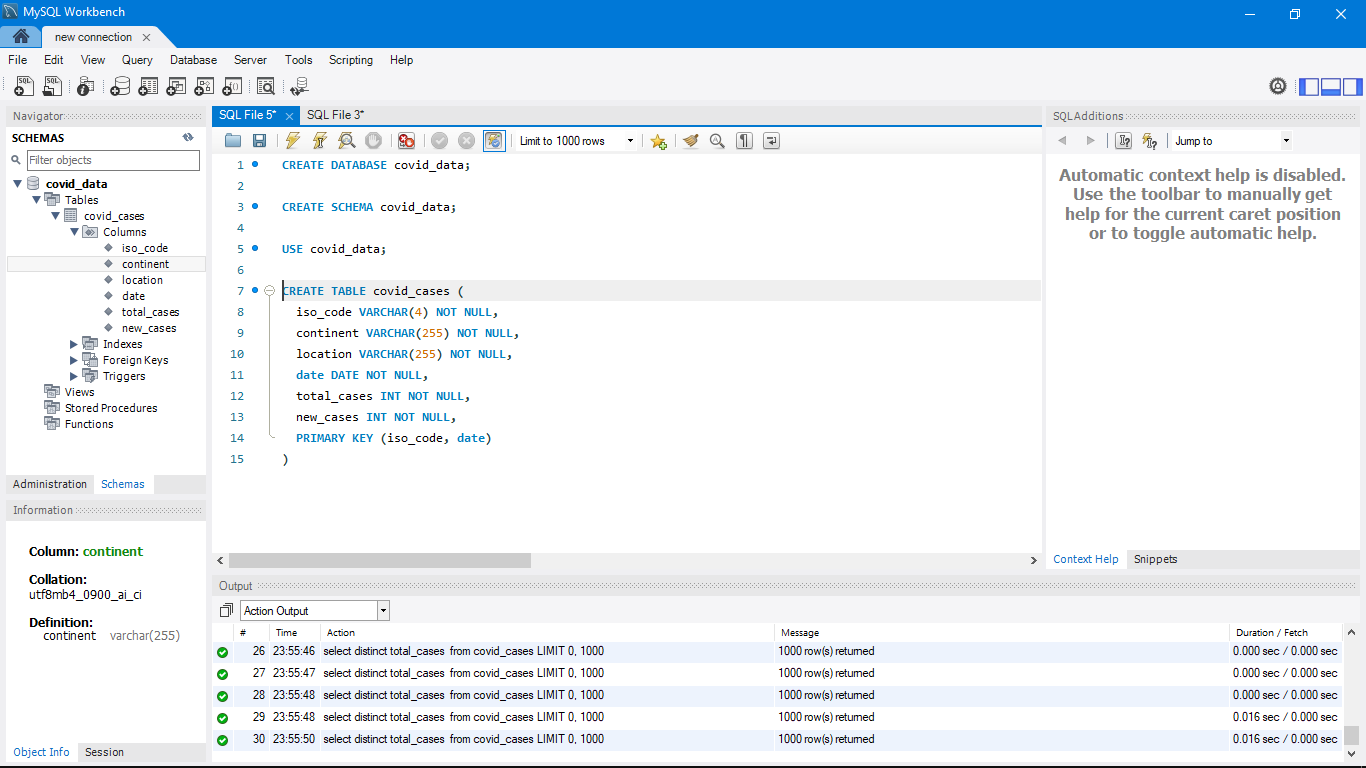 MySQL Workbench
new connection
File Edit View Query Database Server Tools Scripting Help
Navigator
SCHEMAS
Filter objects
covid_data
Tables
covid_cases
Columns
iso_code
continent
location
date
total_cases
new_cases
Indexes
Foreign Keys
Triggers
Views
Stored Procedures
Functions
Administration Schemas
Information
Column: continent
Collation:
utf8mb4_0900_ai_ci
Definition:
continent varchar(255)
Object Info Session
SQL File 5* SQL File 3*
Limit to 1000 rows
1 CREATE DATABASE covid_data;
2
3 CREATE SCHEMA covid_data;
4
5 USE covid_data;
6
7 CREATE TABLE covid_cases (
8 iso_code VARCHAR(4) NOT NULL,
9 continent VARCHAR(255) NOT NULL,
10 location VARCHAR(255) NOT NULL,
11 date DATE NOT NULL,
12 total_cases INT NOT NULL,
13 new_cases INT NOT NULL,
14 PRIMARY KEY (iso_code, date)
15 )
SQLAdditions
Jump to
Automatic context help is disabled.
Use the toolbar to manually get
help for the current caret position
or to toggle automatic help.
Context Help Snippets
Output
Action Output
# Time Action Message Duration / Fetch
26 23:55:46 select distinct total_cases from covid_cases LIMIT 0, 1000 1000 row(s) returned 0.000 sec / 0.000 sec
27 23:55:47 select distinct total_cases from covid_cases LIMIT 0, 1000 1000 row(s) returned 0.000 sec / 0.000 sec
28 23:55:48 select distinct total_cases from covid_cases LIMIT 0, 1000 1000 row(s) returned 0.000 sec / 0.000 sec
29 23:55:48 select distinct total_cases from covid_cases LIMIT 0, 1000 1000 row(s) returned 0.016 sec / 0.000 sec
30 23:55:50 select distinct total_cases from covid_cases LIMIT 0, 1000 1000 row(s) returned 0.016 sec / 0.000 sec